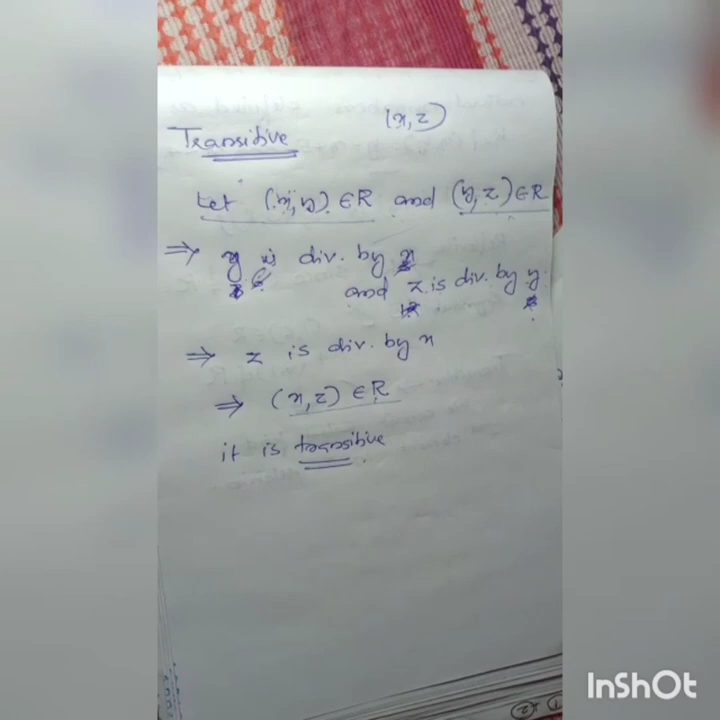 (x,z)
Transitive
Let (x,y) ∈ R and (y,z) ∈ R
⇒ y is div. by x
and z is div. by y.
⇒ z is div. by x
⇒ (x,z) ∈ R
it is transitive
InShOt